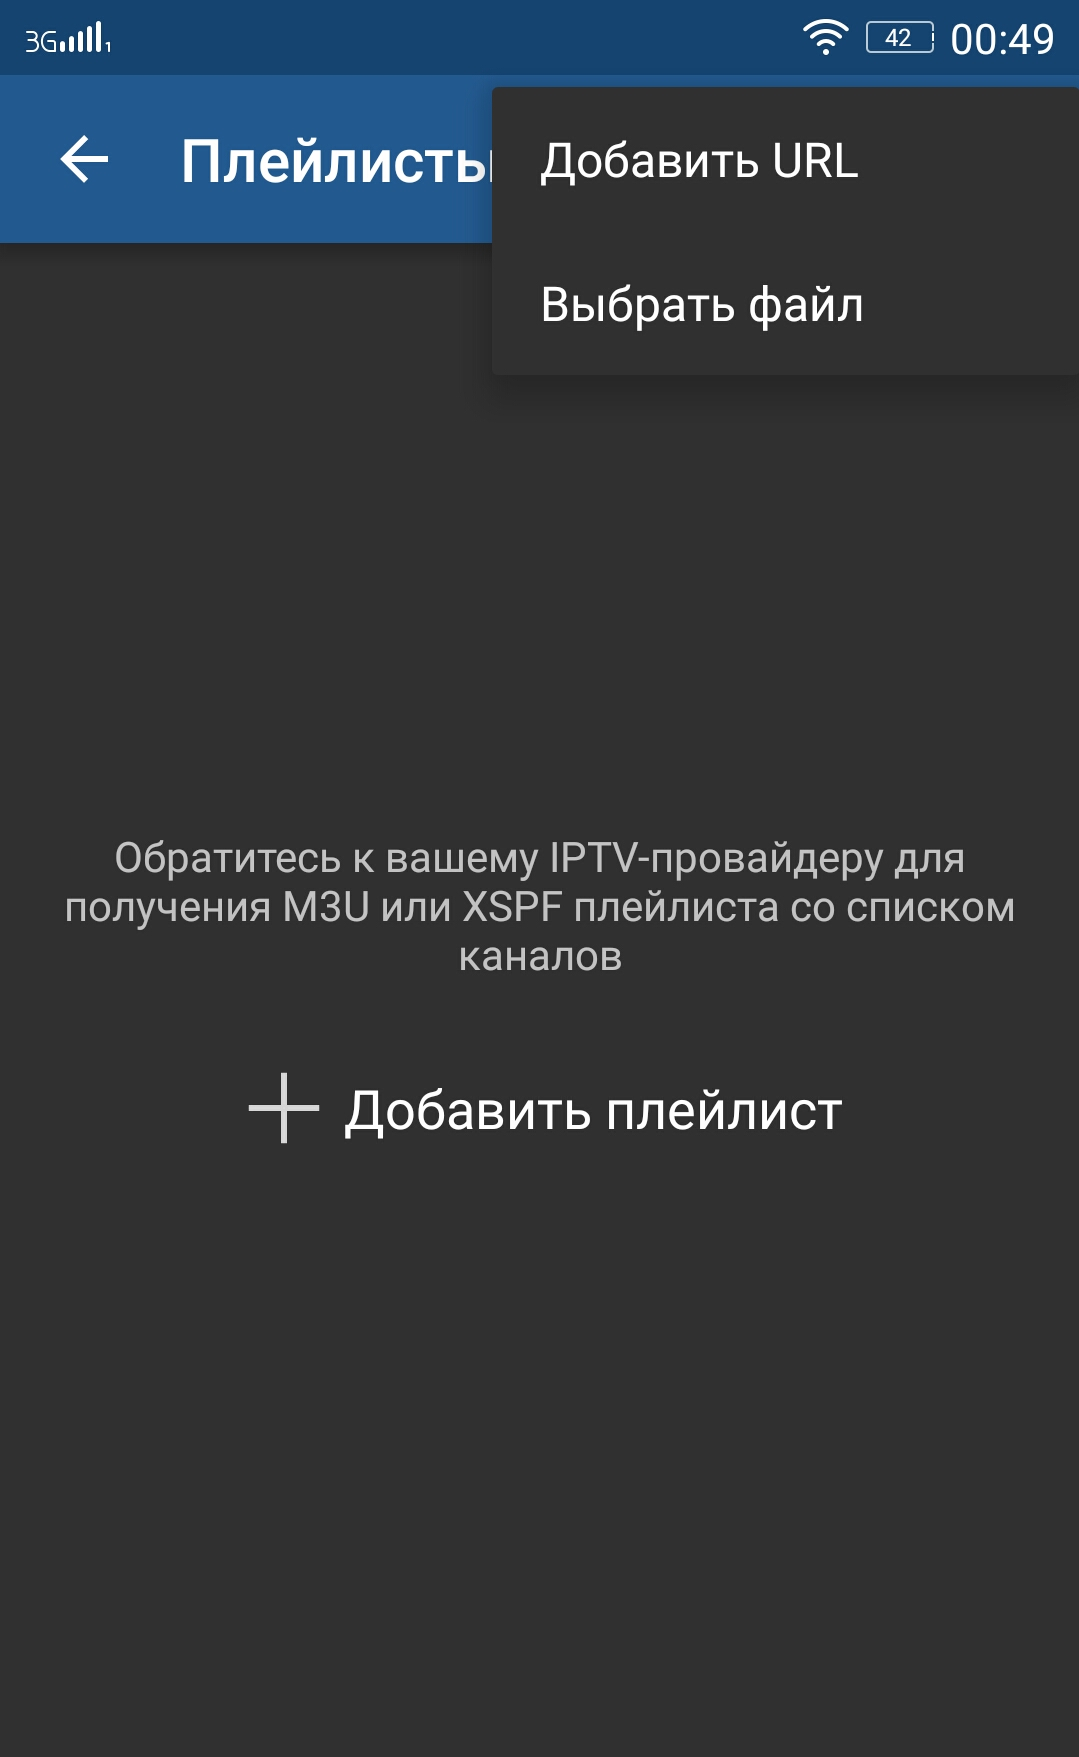 3G 1 42 00:49
Плейлисты
Добавить URL
Выбрать файл
Обратитесь к вашему IPTV-провайдеру для
получения M3U или XSPF плейлиста со списком
каналов
Добавить плейлист